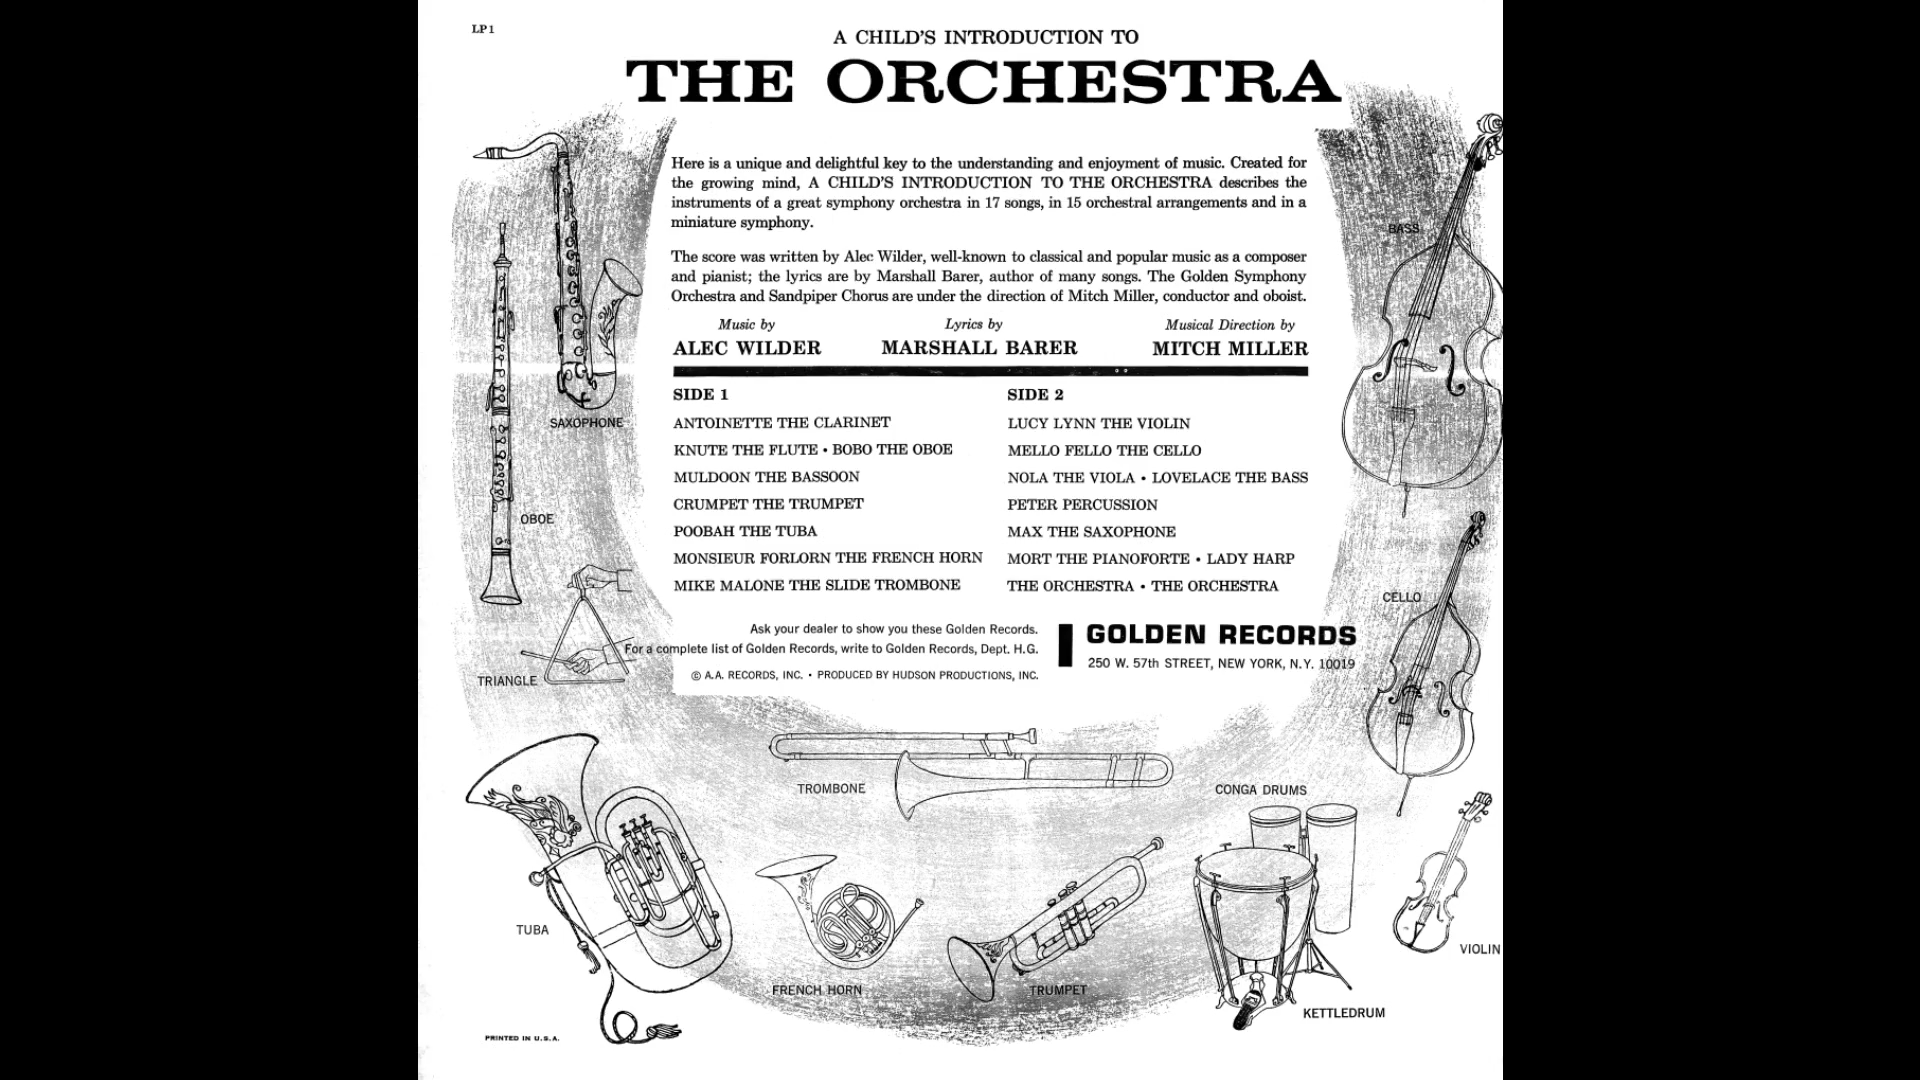 LP1
A CHILD'S INTRODUCTION TO
THE ORCHESTRA
Here is a unique and delightful key to the understanding and enjoyment of music. Created for
the growing mind, A CHILD'S INTRODUCTION TO THE ORCHESTRA describes the
instruments of a great symphony orchestra in 17 songs, in 15 orchestral arrangements and in a
miniature symphony.
The score was written by Alec Wilder, well-known to classical and popular music as a composer
and pianist; the lyrics are by Marshall Barer, author of many songs. The Golden Symphony
Orchestra and Sandpiper Chorus are under the direction of Mitch Miller, conductor and oboist.
Music by
ALEC WILDER
Lyrics by
MARSHALL BARER
Musical Direction by
MITCH MILLER
SIDE 1
ANTOINETTE THE CLARINET
KNUTE THE FLUTE • BOBO THE OBOE
MULDOON THE BASSOON
CRUMPET THE TRUMPET
POOBAH THE TUBA
MONSIEUR FORLORN THE FRENCH HORN
MIKE MALONE THE SLIDE TROMBONE
SIDE 2
LUCY LYNN THE VIOLIN
MELLO FELLO THE CELLO
NOLA THE VIOLA • LOVELACE THE BASS
PETER PERCUSSION
MAX THE SAXOPHONE
MORT THE PIANOFORTE • LADY HARP
THE ORCHESTRA • THE ORCHESTRA
Ask your dealer to show you these Golden Records.
For a complete list of Golden Records, write to Golden Records, Dept. H.G.
© A.A. RECORDS, INC. • PRODUCED BY HUDSON PRODUCTIONS, INC.
GOLDEN RECORDS
250 W. 57th STREET, NEW YORK, N.Y. 10019
SAXOPHONE
OBOE
TRIANGLE
BASS
CELLO
TROMBONE
CONGA DRUMS
TUBA
FRENCH HORN
TRUMPET
KETTLEDRUM
VIOLIN
PRINTED IN U.S.A.